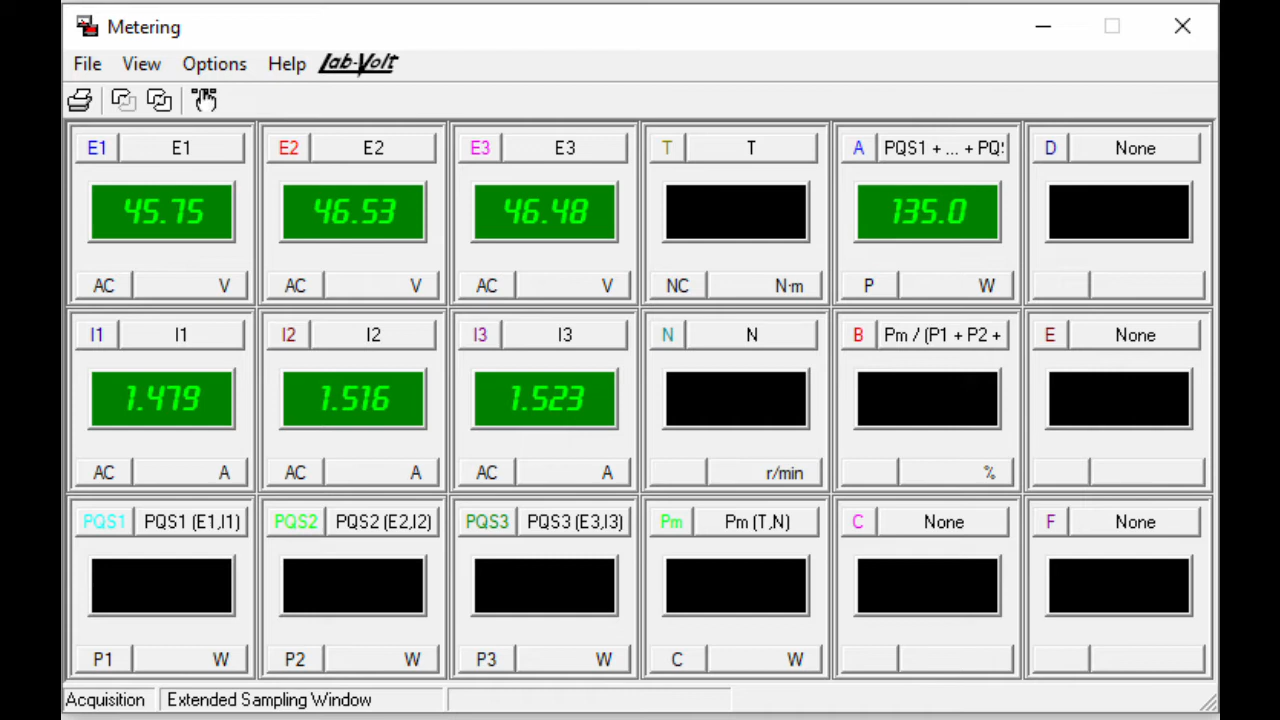 Metering
File View Options Help Lab-Volt
E1 E1 E2 E2 E3 E3 T T A PQS1 + ... + PQ! D None
45.75 46.53 46.48 135.0
AC V AC V AC V NC N·m P W
I1 I1 I2 I2 I3 I3 N N B Pm / (P1 + P2 + E None
1.479 1.516 1.523
AC A AC A AC A r/min %
PQS1 PQS1 (E1,I1) PQS2 PQS2 (E2,I2) PQS3 PQS3 (E3,I3) Pm Pm (T,N) C None F None
P1 W P2 W P3 W C W
Acquisition Extended Sampling Window